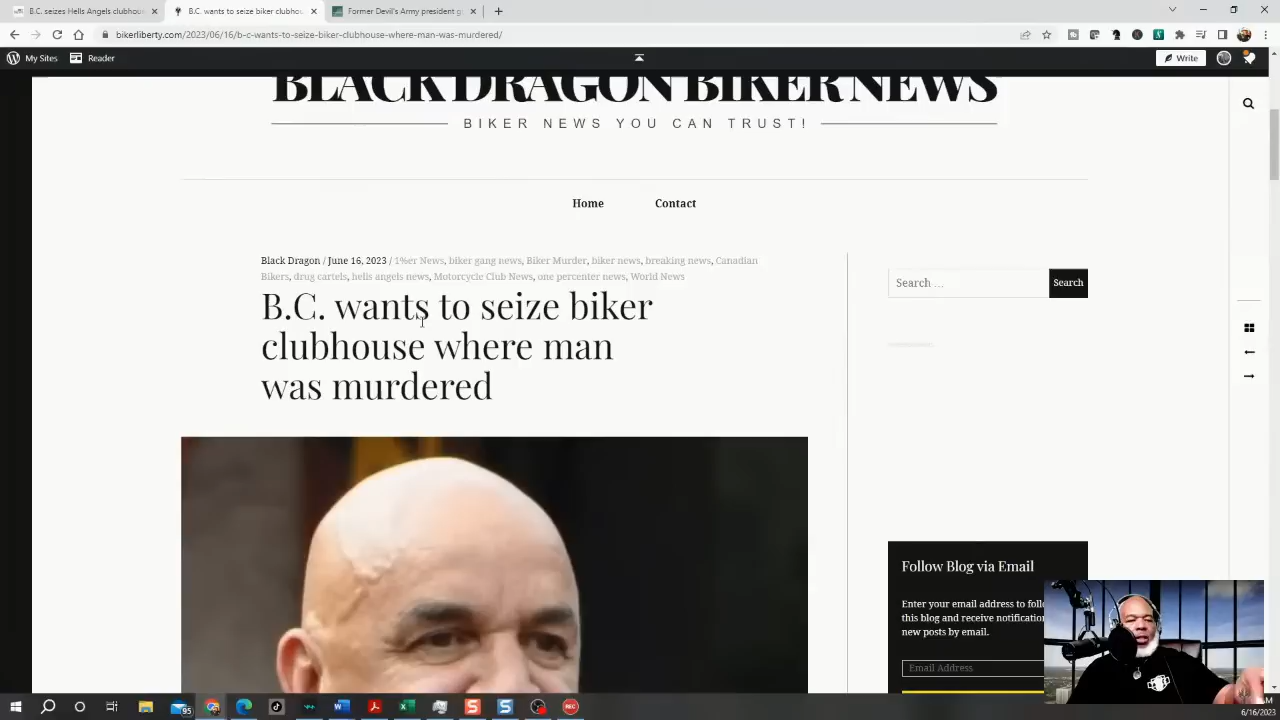 B.C. seizes Hells Angels clubhous
B.C. wants to seize biker clubhou
Former Devil's Army
bikerliberty.com/2023/06/16/b-c-wants-to-seize-biker-clubhouse-where-man-was-murdered/
My Sites
Reader
Write
BLACK DRAGON BIKER NEWS
BIKER NEWS YOU CAN TRUST!
Home
Contact
Black Dragon / June 16, 2023 / 1%er News, biker gang news, Biker Murder, biker news, breaking news, Canadian
Bikers, drug cartels, hells angels news, Motorcycle Club News, one percenter news, World News
B.C. wants to seize biker
clubhouse where man
was murdered
Search …
Search
Follow Blog via Email
Enter your email address to follo
this blog and receive notification
new posts by email.
Email Address
95
REC
AM
6/16/2023